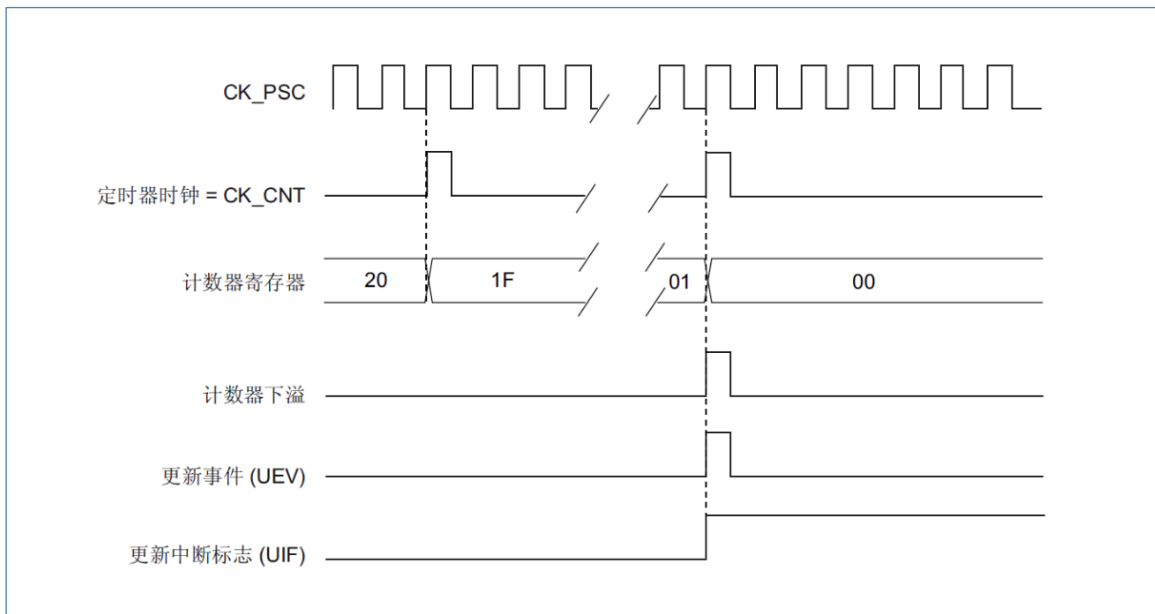 CK_PSC
定时器时钟 = CK_CNT
计数器寄存器 20 1F 01 00
计数器下溢
更新事件 (UEV)
更新中断标志 (UIF)